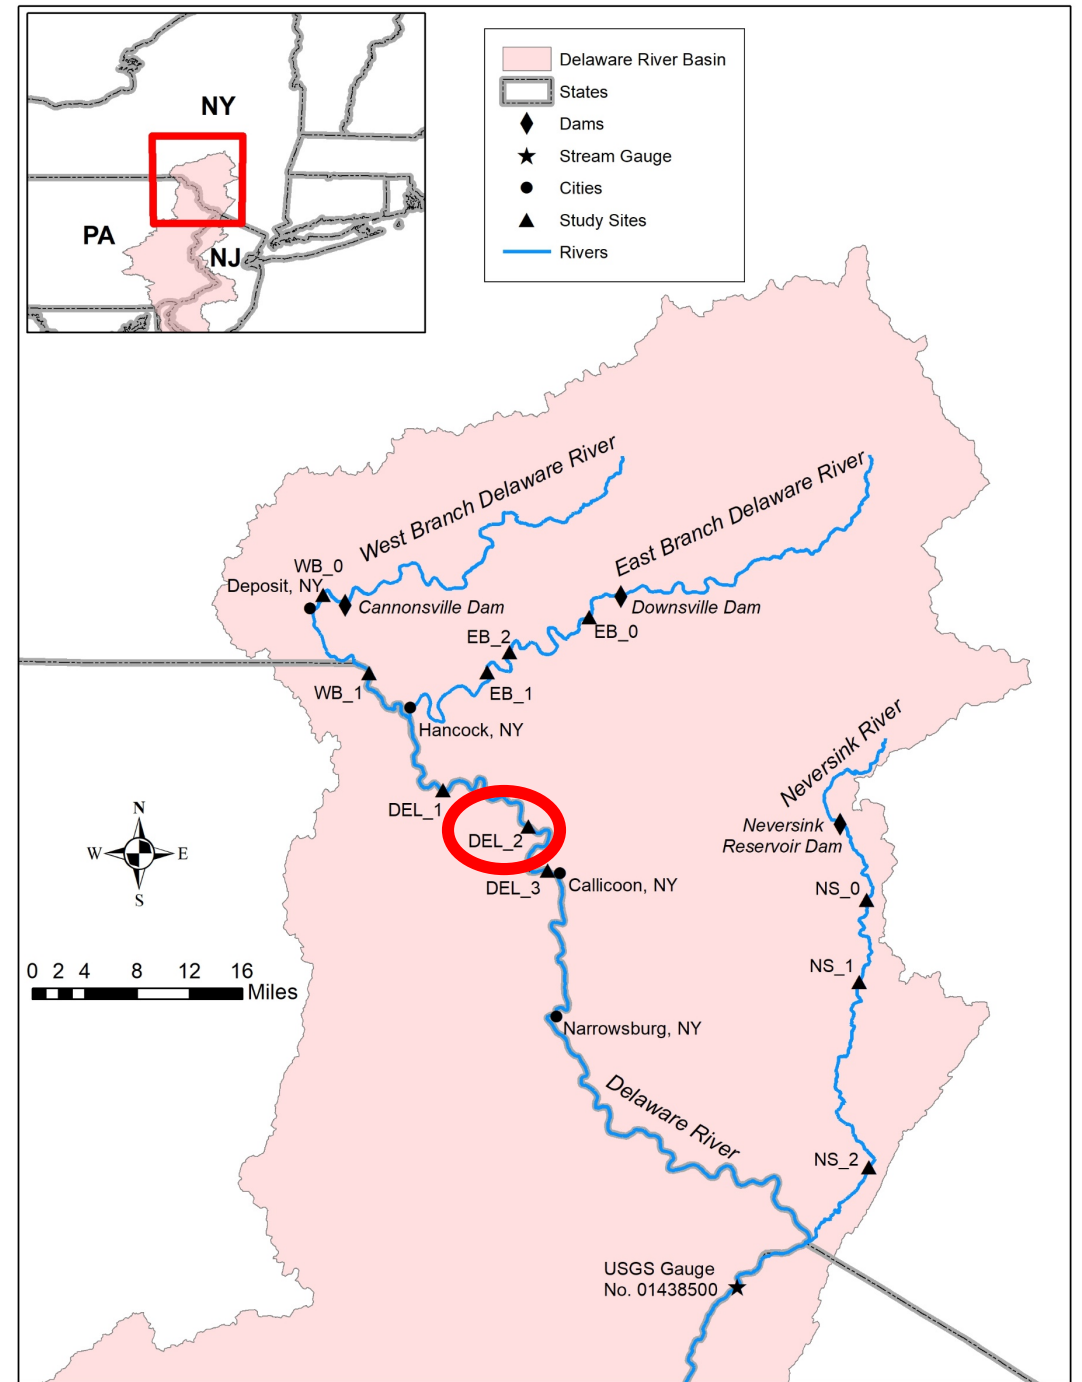 NY
PA
NJ
Delaware River Basin
States
Dams
Stream Gauge
Cities
Study Sites
Rivers
West Branch Delaware River
East Branch Delaware River
WB_0
Deposit, NY
Cannonsville Dam
Downsville Dam
EB_0
EB_2
EB_1
WB_1
Hancock, NY
Neversink River
DEL_1
DEL_2
DEL_3
Callicoon, NY
Neversink
Reservoir Dam
NS_0
NS_1
N
W E
S
0 2 4 8 12 16
Miles
Narrowsburg, NY
Delaware River
NS_2
USGS Gauge
No. 01438500